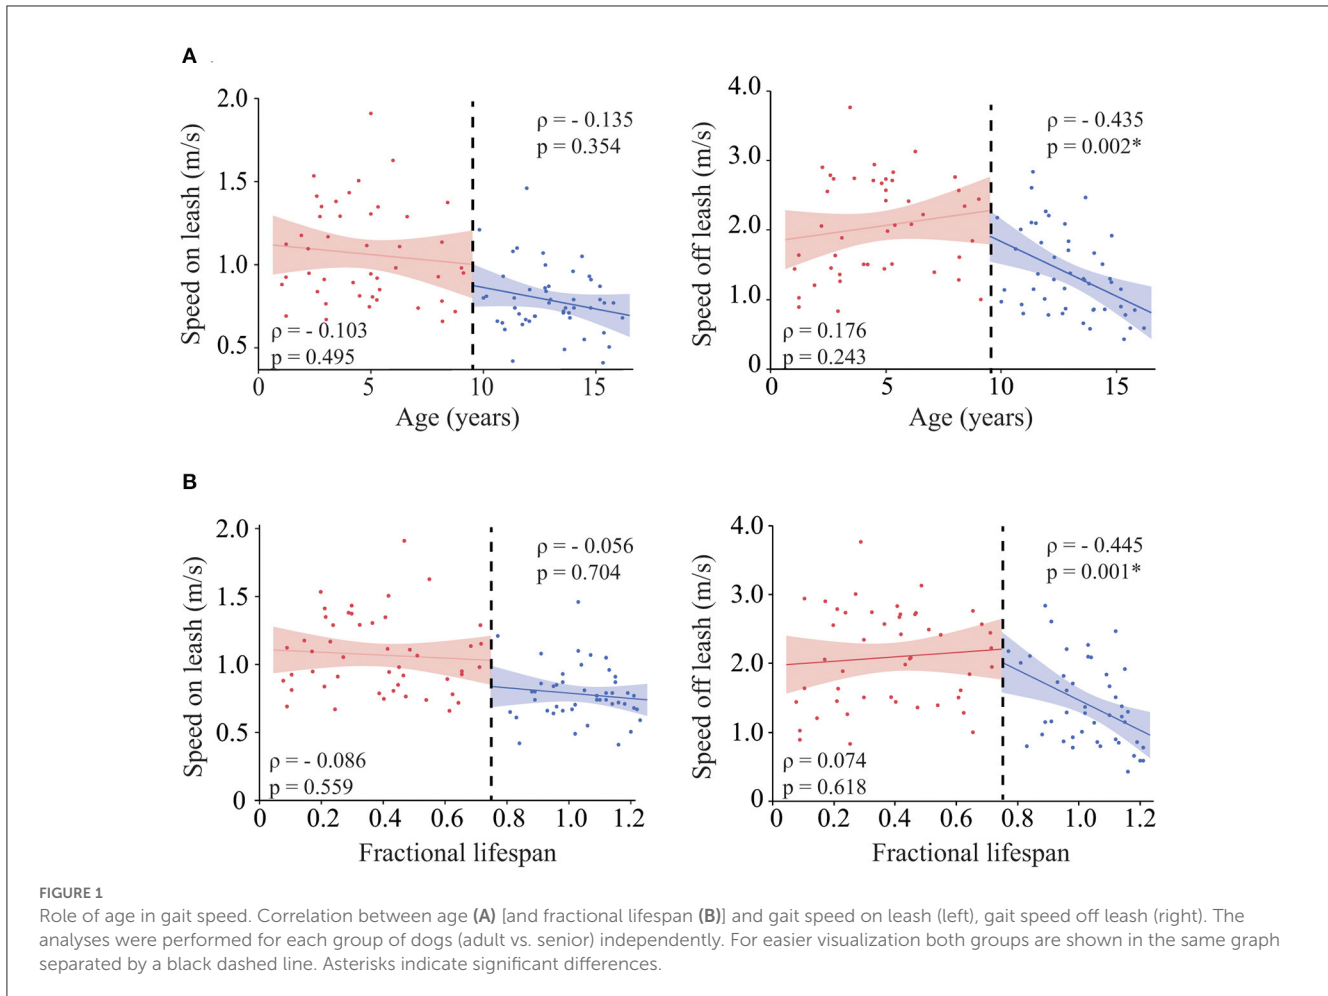 A
2.0
1.5
1.0
0.5
Speed on leash (m/s)
ρ = - 0.135
p = 0.354
ρ = - 0.103
p = 0.495
0
5
10
15
Age (years)
4.0
3.0
2.0
1.0
0
Speed off leash (m/s)
ρ = - 0.435
p = 0.002*
ρ = 0.176
p = 0.243
0
5
10
15
Age (years)
B
2.0
1.5
1.0
0.5
0
Speed on leash (m/s)
ρ = - 0.056
p = 0.704
ρ = - 0.086
p = 0.559
0
0.2
0.4
0.6
0.8
1.0
1.2
Fractional lifespan
4.0
3.0
2.0
1.0
0
Speed off leash (m/s)
ρ = - 0.445
p = 0.001*
ρ = 0.074
p = 0.618
0
0.2
0.4
0.6
0.8
1.0
1.2
Fractional lifespan
FIGURE 1
Role of age in gait speed. Correlation between age (A) [and fractional lifespan (B)] and gait speed on leash (left), gait speed off leash (right). The
analyses were performed for each group of dogs (adult vs. senior) independently. For easier visualization both groups are shown in the same graph
separated by a black dashed line. Asterisks indicate significant differences.